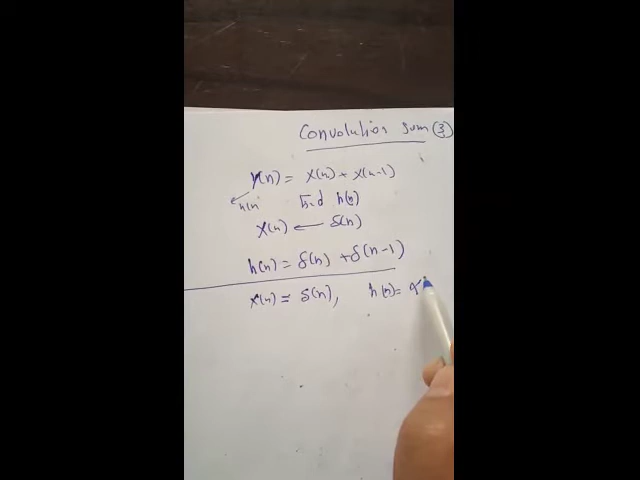 Convolution Sum (3)
y(n) = x(n) + x(n-1)
h(n) Find h(n)
x(n) ← δ(n)
h(n) = δ(n) + δ(n-1)
x(n) = δ(n), h(n) =